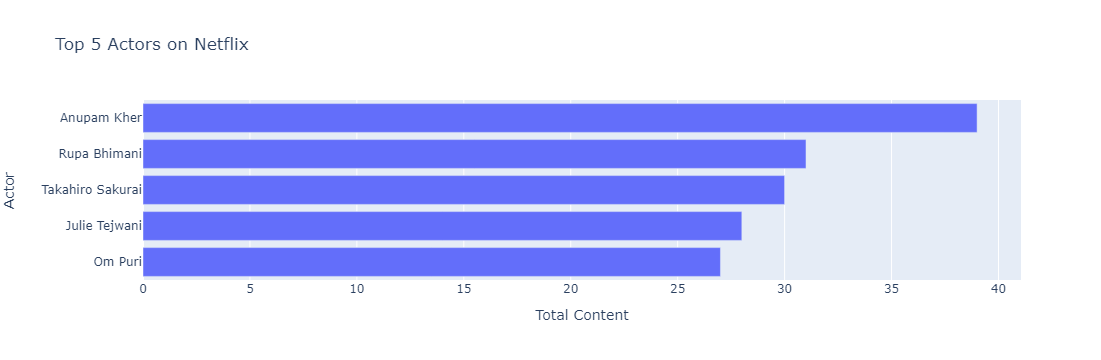 Top 5 Actors on Netflix
Actor
Anupam Kher
Rupa Bhimani
Takahiro Sakurai
Julie Tejwani
Om Puri
0 5 10 15 20 25 30 35 40
Total Content